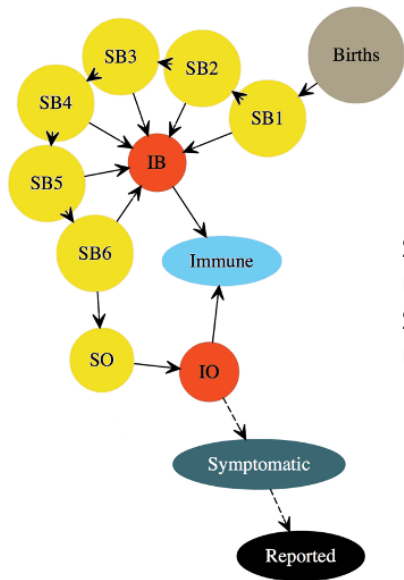 Births
SB3
SB2
SB4
SB1
IB
SB5
SB6
Immune
SO
IO
Symptomatic
Reported